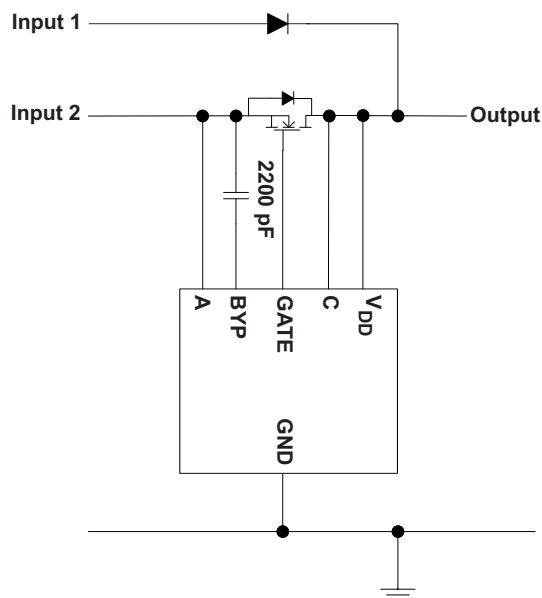 Input 1
Input 2
Output
2200 pF
A
BYP
GATE
C
VDD
GND